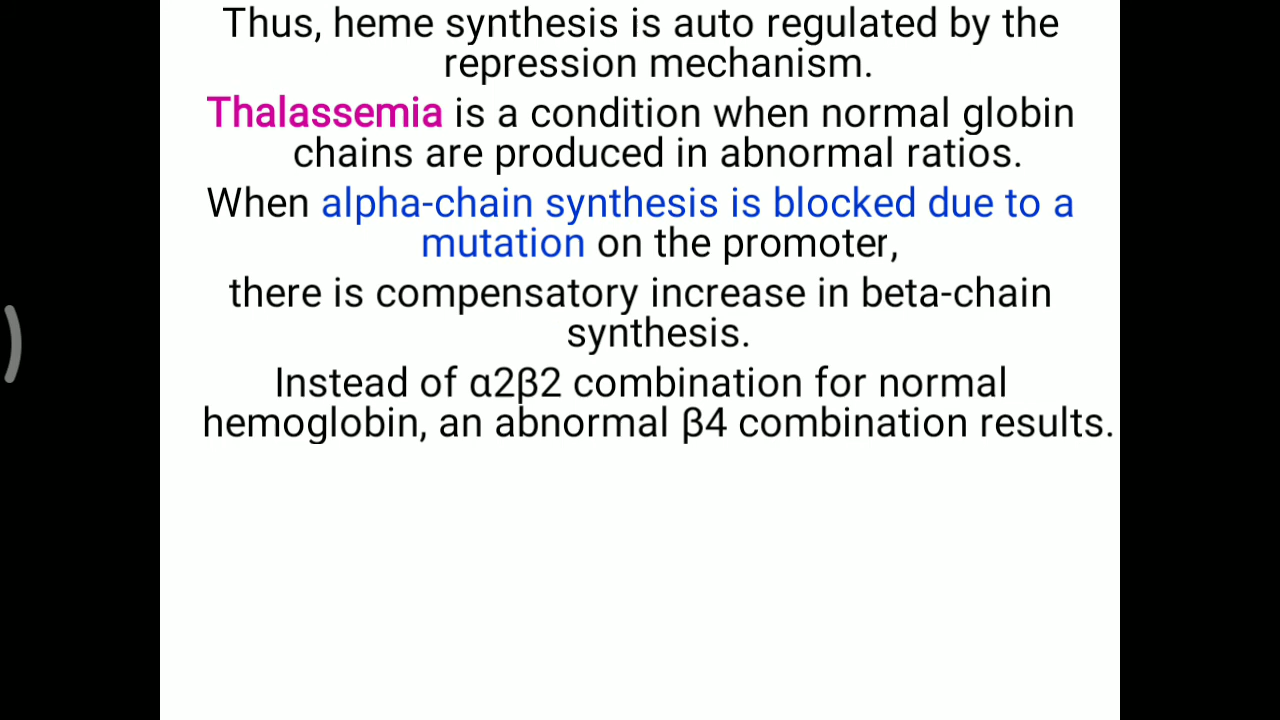 Thus, heme synthesis is auto regulated by the
repression mechanism.
Thalassemia is a condition when normal globin
chains are produced in abnormal ratios.
When alpha-chain synthesis is blocked due to a
mutation on the promoter,
there is compensatory increase in beta-chain
synthesis.
Instead of α2β2 combination for normal
hemoglobin, an abnormal β4 combination results.